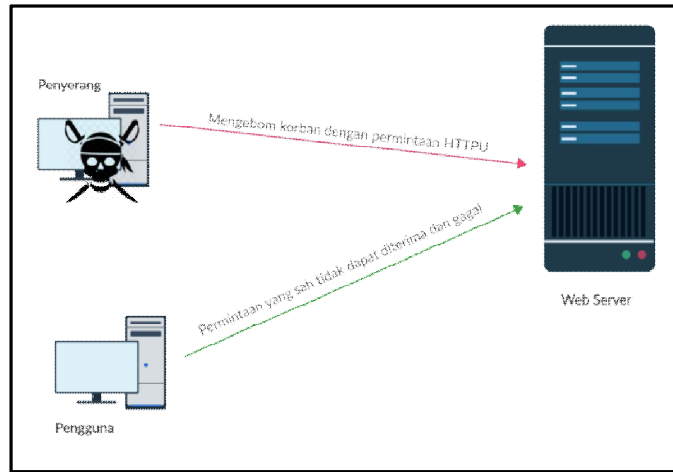 Penyerang
Mengebom korban dengan permintaan HTTPU
Permintaan yang sah tidak dapat diterima dan gagal
Web Server
Pengguna